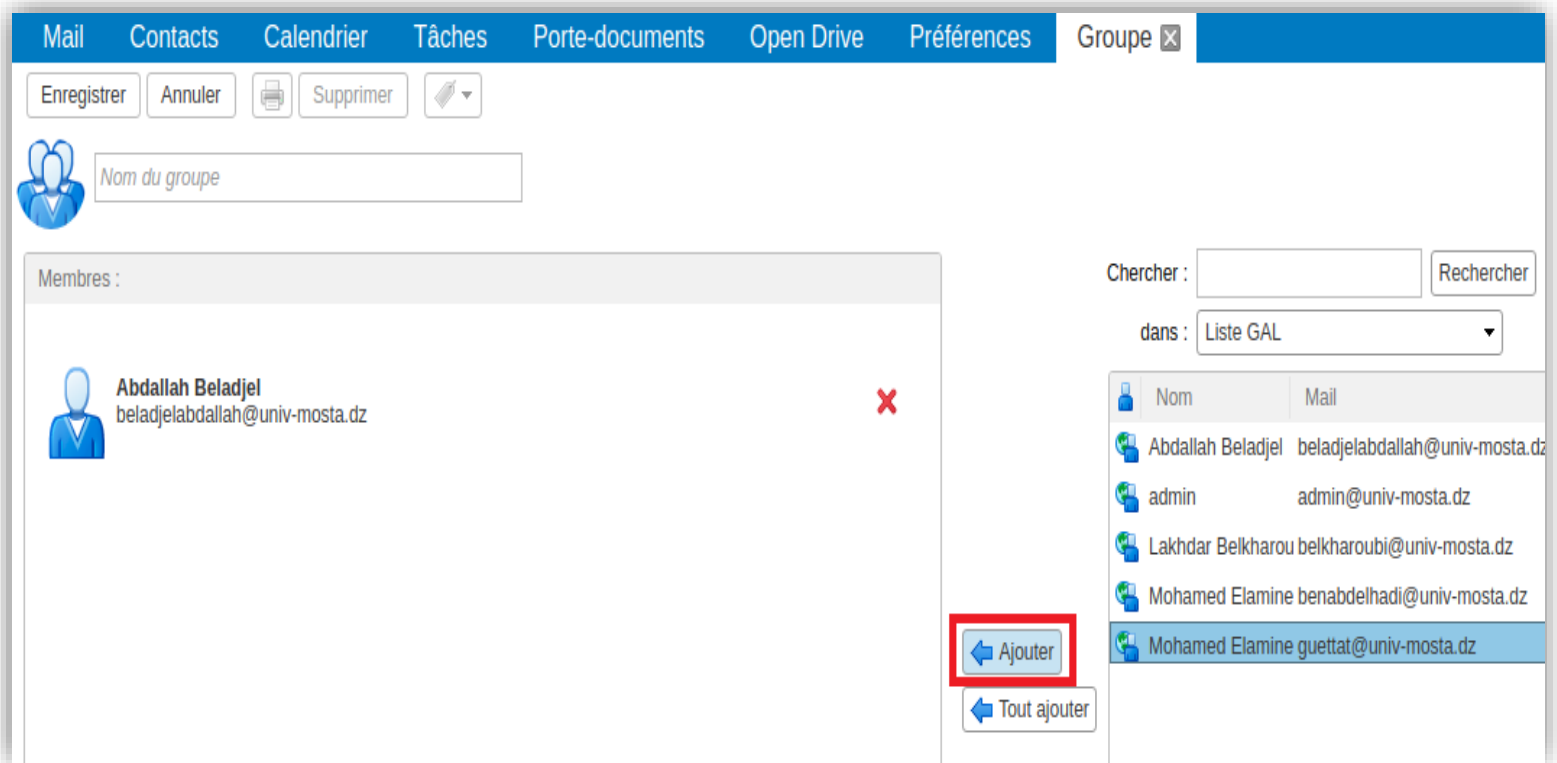 Mail Contacts Calendrier Tâches Porte-documents Open Drive Préférences Groupe
Enregistrer Annuler Supprimer
Nom du groupe
Membres :
Abdallah Beladjel
beladjelabdallah@univ-mosta.dz
Chercher : Rechercher
dans : Liste GAL
Nom Mail
Abdallah Beladjel beladjelabdallah@univ-mosta.dz
admin admin@univ-mosta.dz
Lakhdar Belkharou belkharoubi@univ-mosta.dz
Mohamed Elamine benabdelhadi@univ-mosta.dz
Mohamed Elamine guettat@univ-mosta.dz
Ajouter
Tout ajouter